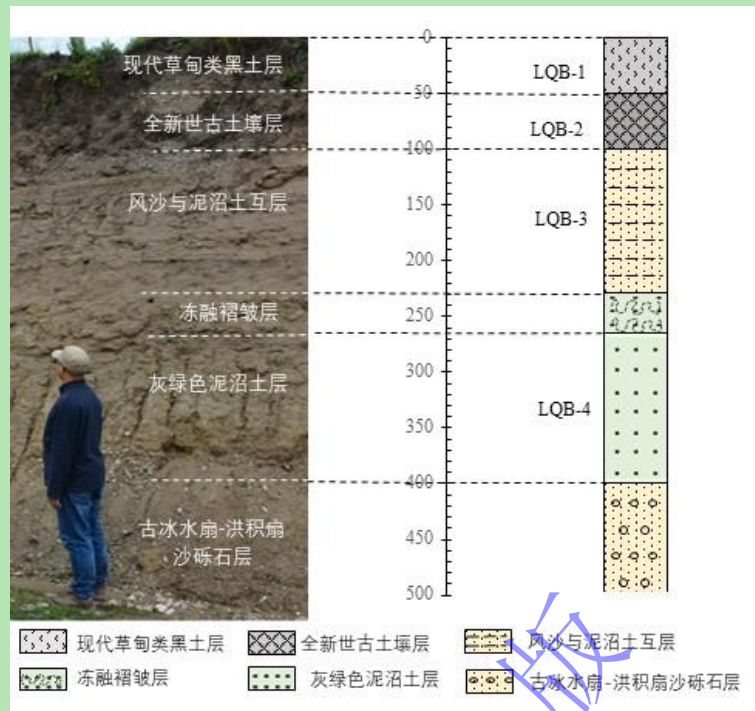 0
现代草甸类黑土层
LQB-1
50
全新世古土壤层
LQB-2
100
风沙与泥沼土互层
150
LQB-3
200
冻融褶皱层
250
300
灰绿色泥沼土层
LQB-4
350
400
古冰水扇-洪积扇
沙砾石层
450
500
现代草甸类黑土层 全新世古土壤层 风沙与泥沼土互层
冻融褶皱层 灰绿色泥沼土层 古冰水扇-洪积扇沙砾石层
版